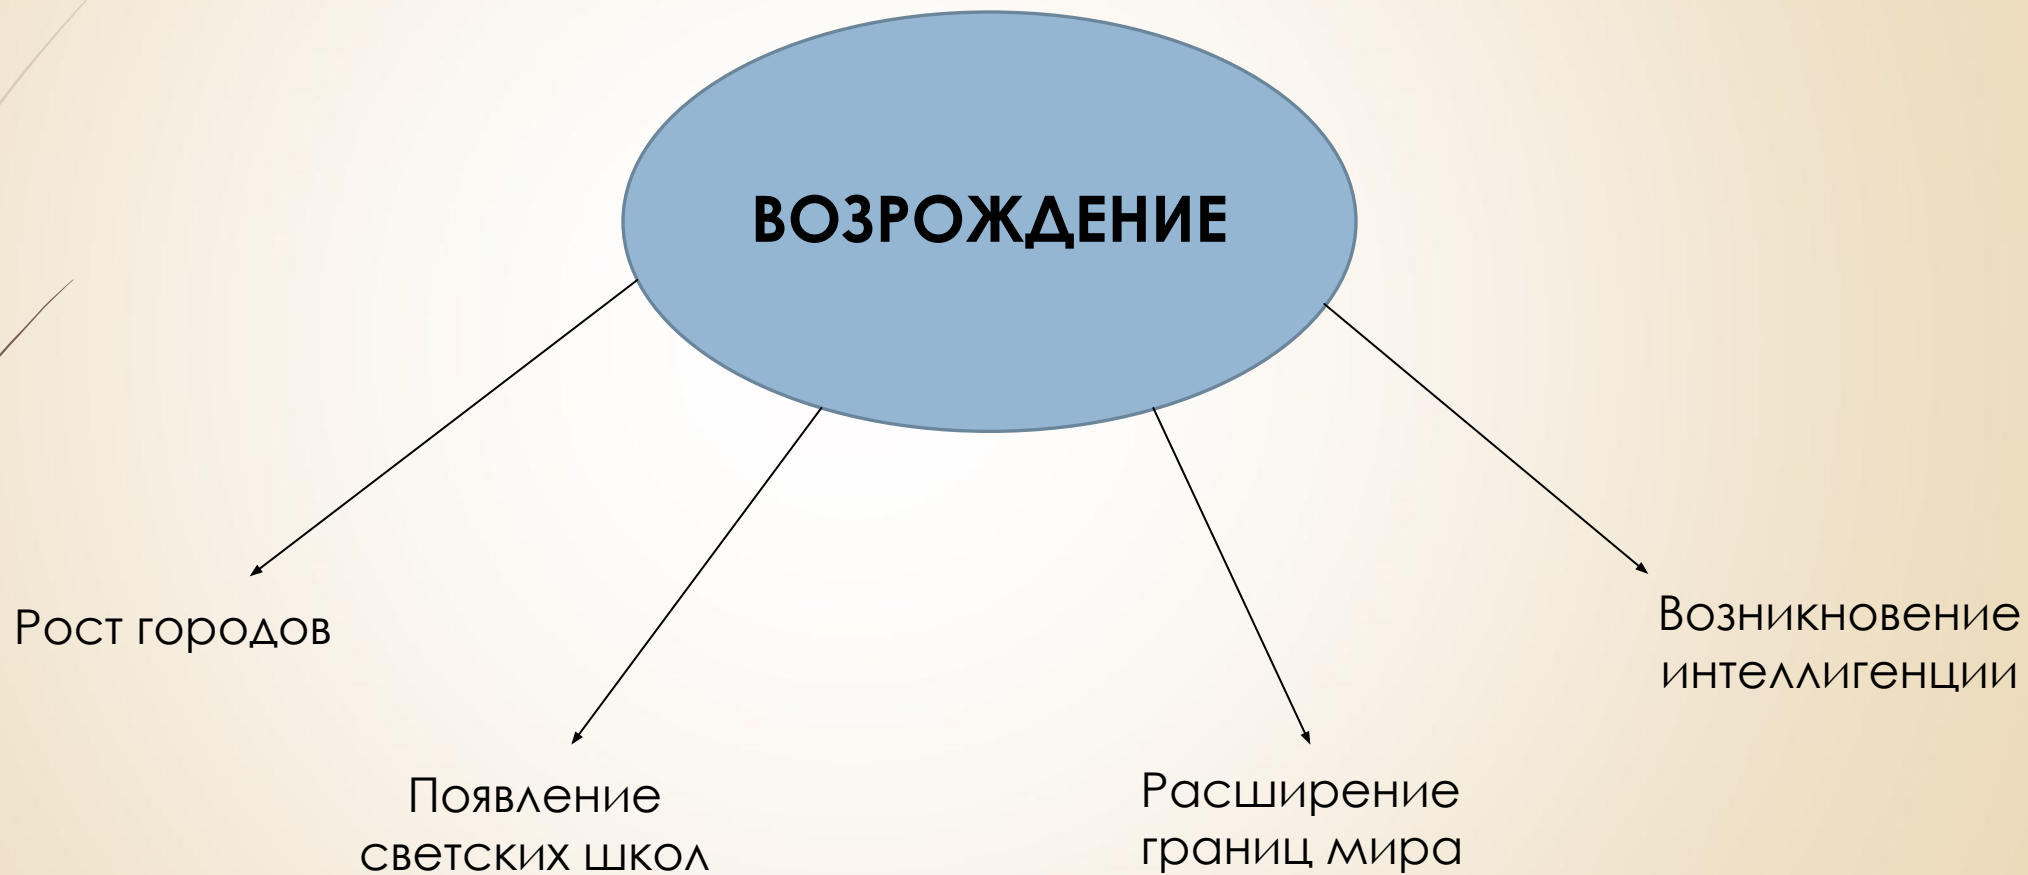 ВОЗРОЖДЕНИЕ
Рост городов
Появление
светских школ
Расширение
границ мира
Возникновение
интеллигенции